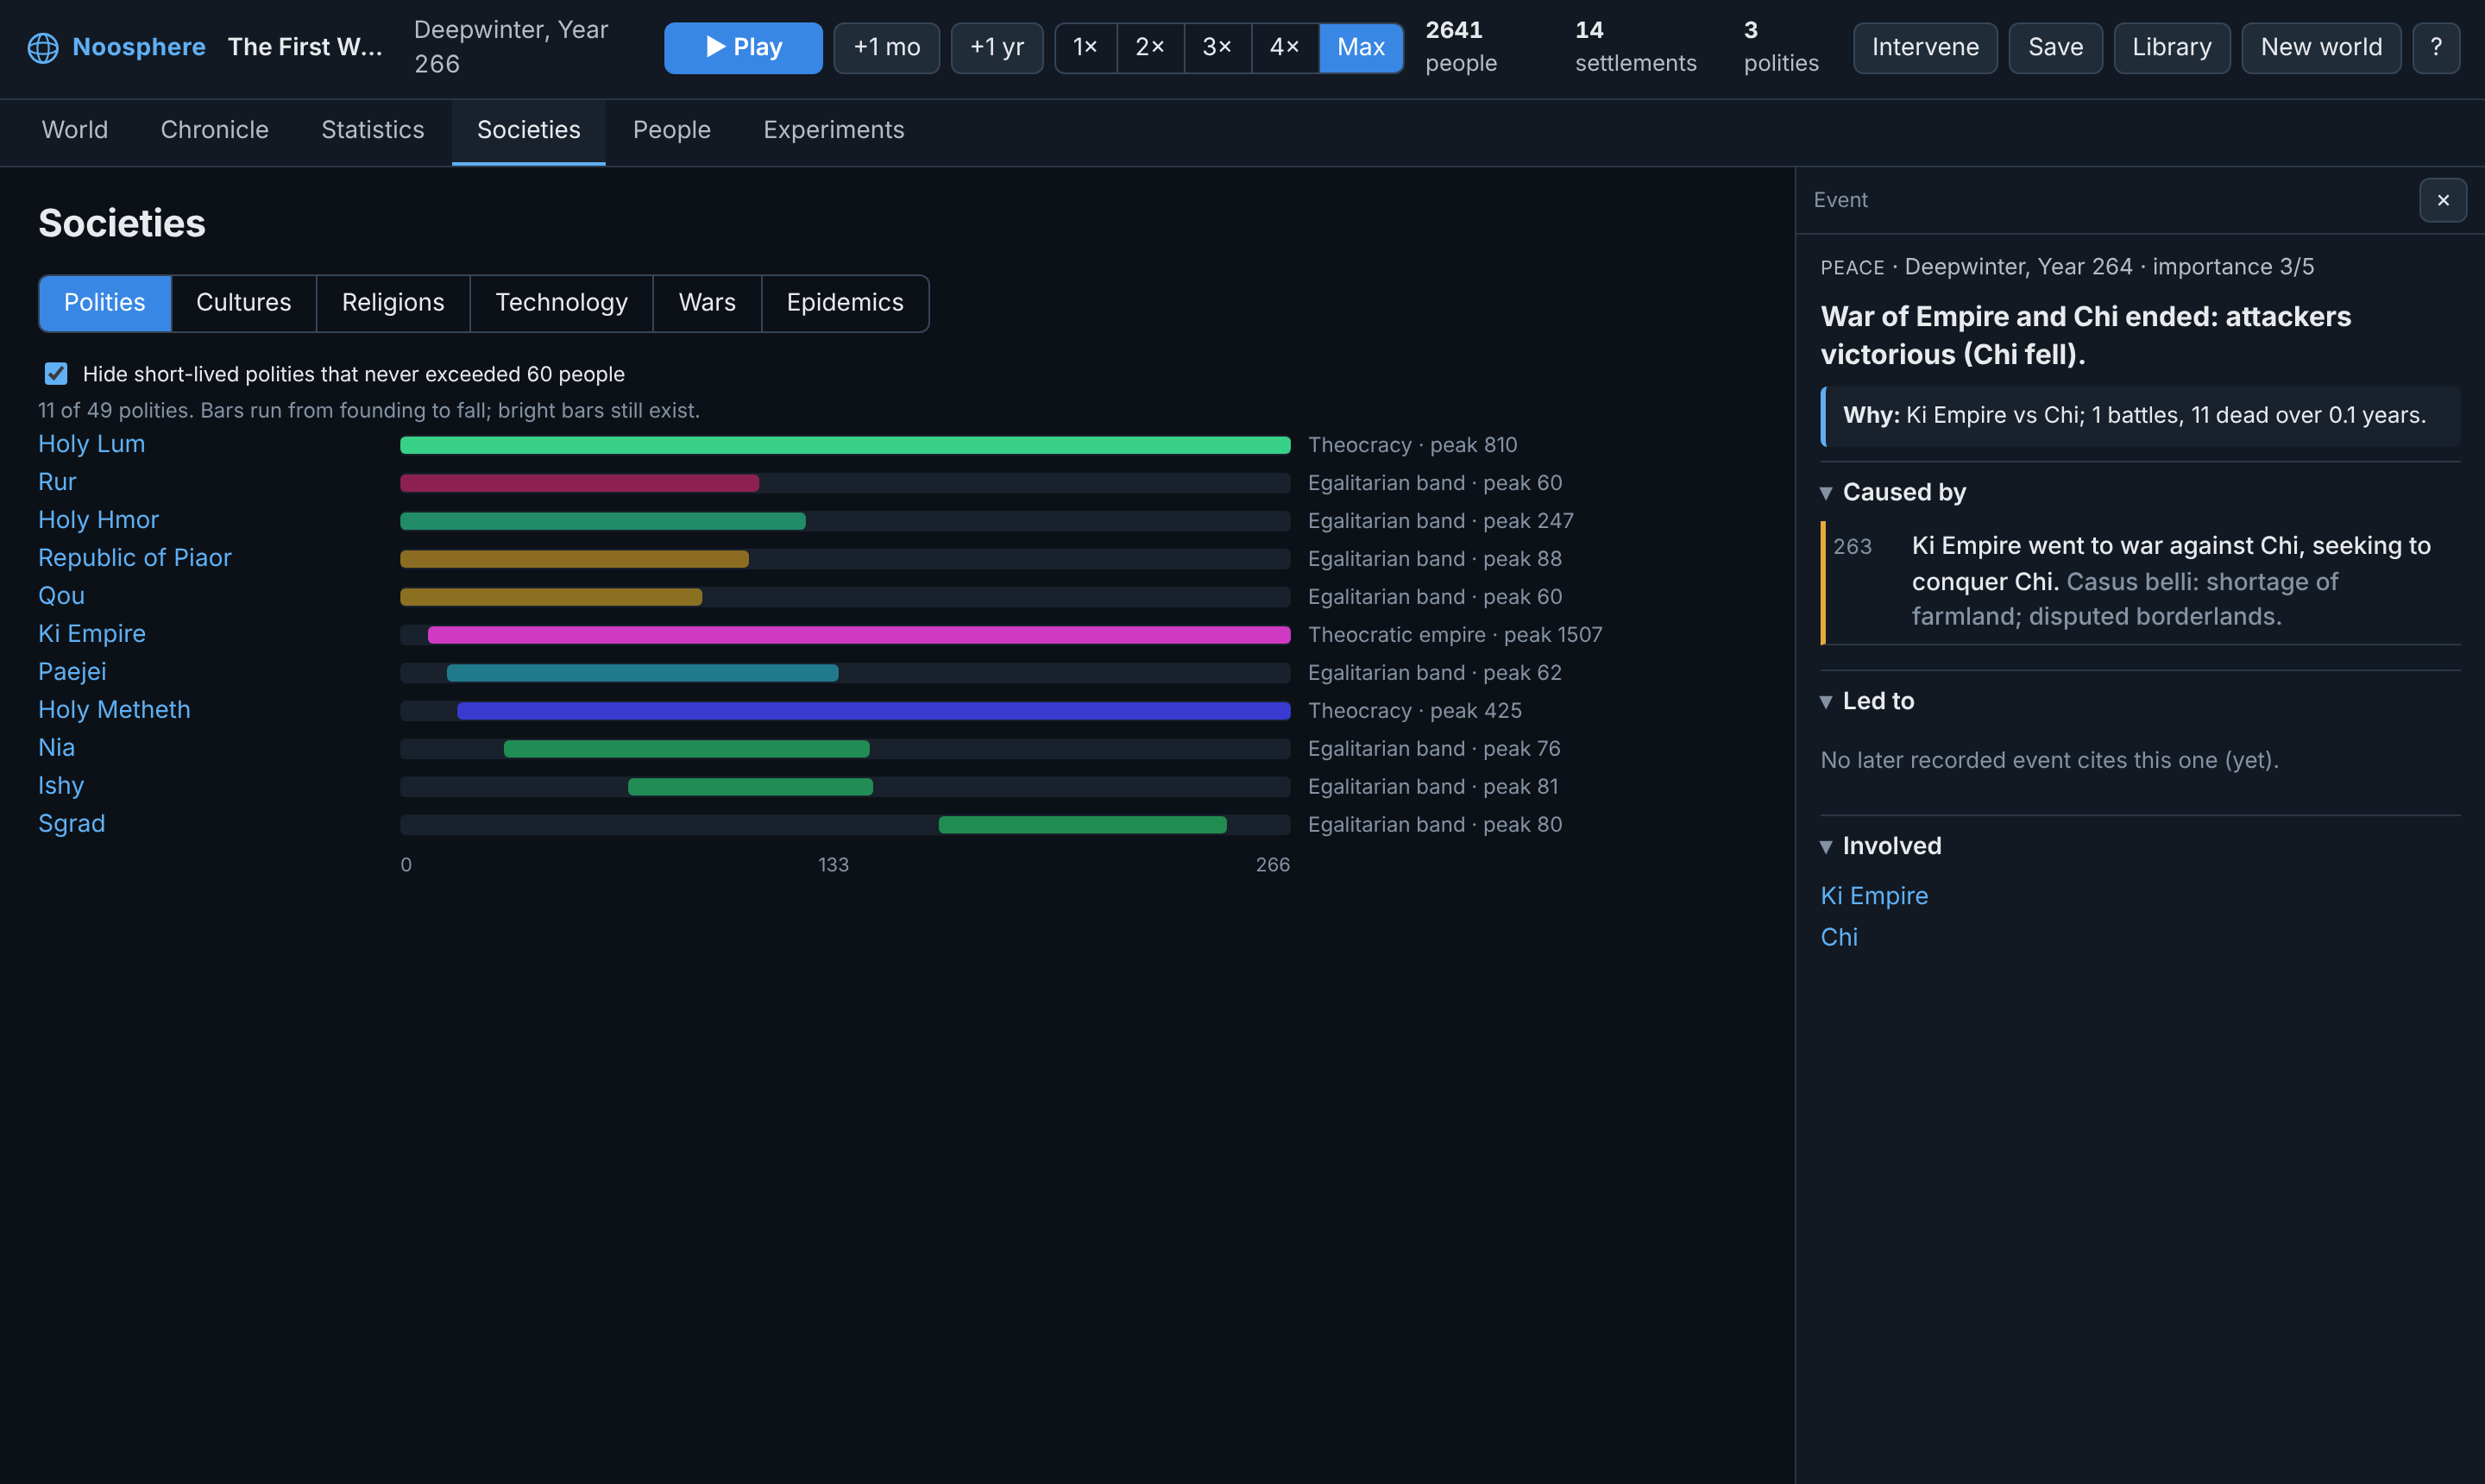 Noosphere The First W... Deepwinter, Year 266 ▶ Play +1 mo +1 yr 1× 2× 3× 4× Max 2641 people 14 settlements 3 polities Intervene Save Library New world ?
World Chronicle Statistics Societies People Experiments
Societies
Polities Cultures Religions Technology Wars Epidemics
Hide short-lived polities that never exceeded 60 people
11 of 49 polities. Bars run from founding to fall; bright bars still exist.
Holy Lum Theocracy · peak 810
Rur Egalitarian band · peak 60
Holy Hmor Egalitarian band · peak 247
Republic of Piaor Egalitarian band · peak 88
Qou Egalitarian band · peak 60
Ki Empire Theocratic empire · peak 1507
Paejei Egalitarian band · peak 62
Holy Metheth Theocracy · peak 425
Nia Egalitarian band · peak 76
Ishy Egalitarian band · peak 81
Sgrad Egalitarian band · peak 80
0 133 266
Event ×
PEACE · Deepwinter, Year 264 · importance 3/5
War of Empire and Chi ended: attackers
victorious (Chi fell).
Why: Ki Empire vs Chi; 1 battles, 11 dead over 0.1 years.
▼ Caused by
263 Ki Empire went to war against Chi, seeking to
conquer Chi. Casus belli: shortage of
farmland; disputed borderlands.
▼ Led to
No later recorded event cites this one (yet).
▼ Involved
Ki Empire
Chi